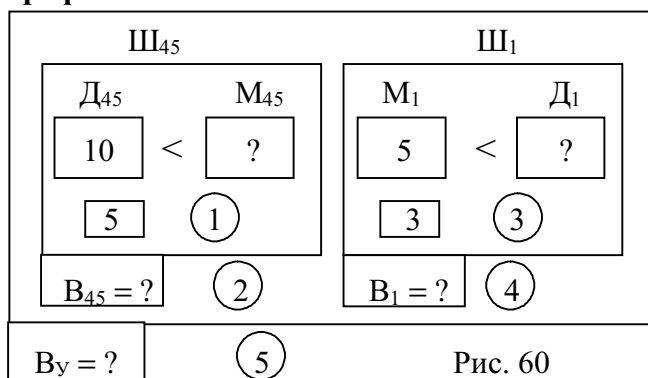 Ш₄₅ Ш₁
Д₄₅ М₄₅ М₁ Д₁
10 < ? 5 < ?
5 1 3 3
В₄₅ = ? 2 В₁ = ? 4
Ву = ? 5 Рис. 60